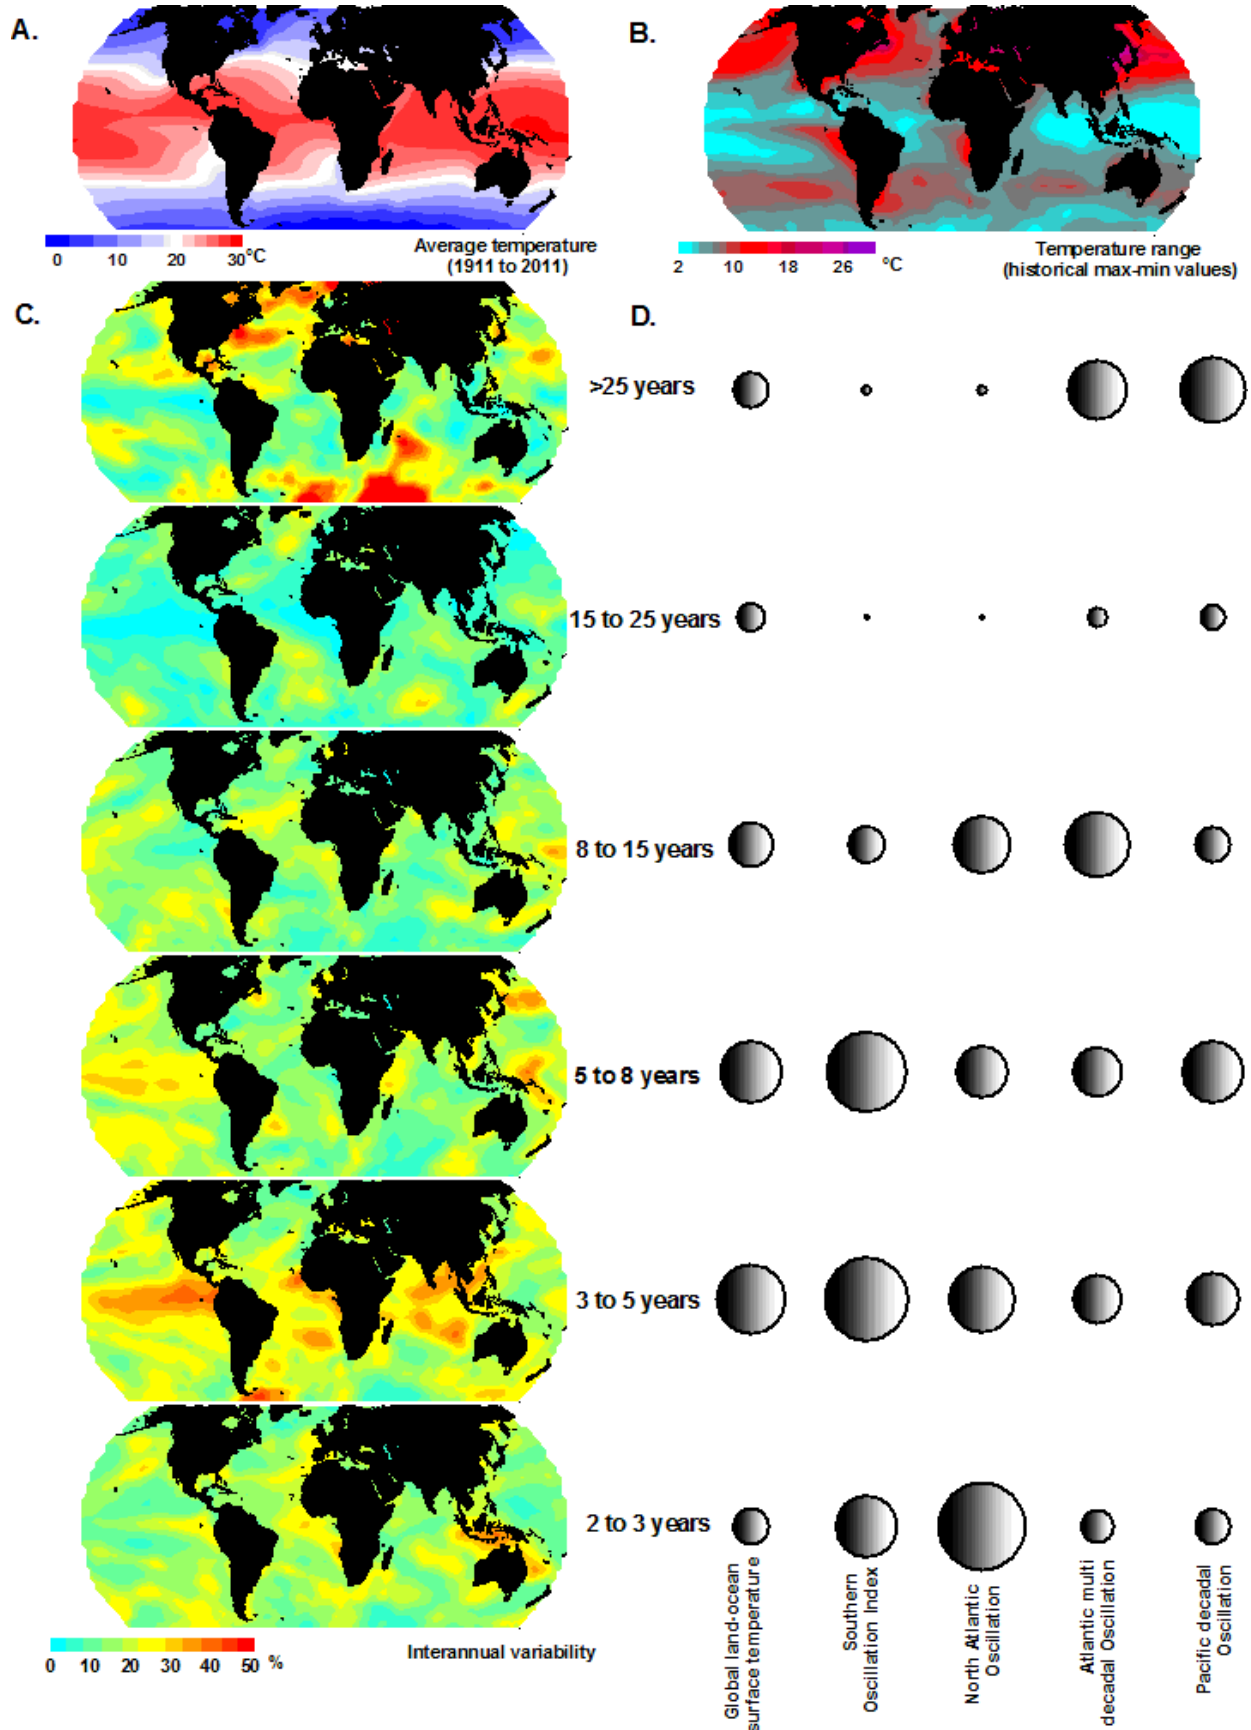 A.
B.
0 10 20 30°C
Average temperature
(1911 to 2011)
2 10 18 26 °C
Temperature range
(historical max-min values)
C.
D.
>25 years
15 to 25 years
8 to 15 years
5 to 8 years
3 to 5 years
2 to 3 years
0 10 20 30 40 50 %
Interannual variability
Global land-ocean
surface temperature
Southern
Oscillation Index
North Atlantic
Oscillation
Atlantic multi
decadal Oscillation
Pacific decadal
Oscillation